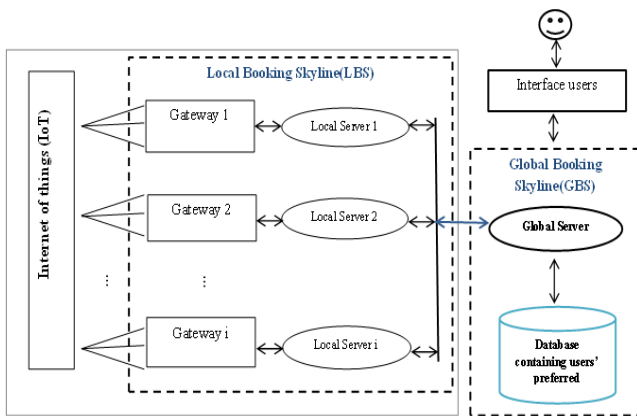 Local Booking Skyline(LBS)
Internet of things (IoT)
Gateway 1
Local Server 1
Gateway 2
Local Server 2
...
...
Gateway i
Local Server i
Interface users
Global Booking
Skyline(GBS)
Global Server
Database
containing users'
preferred